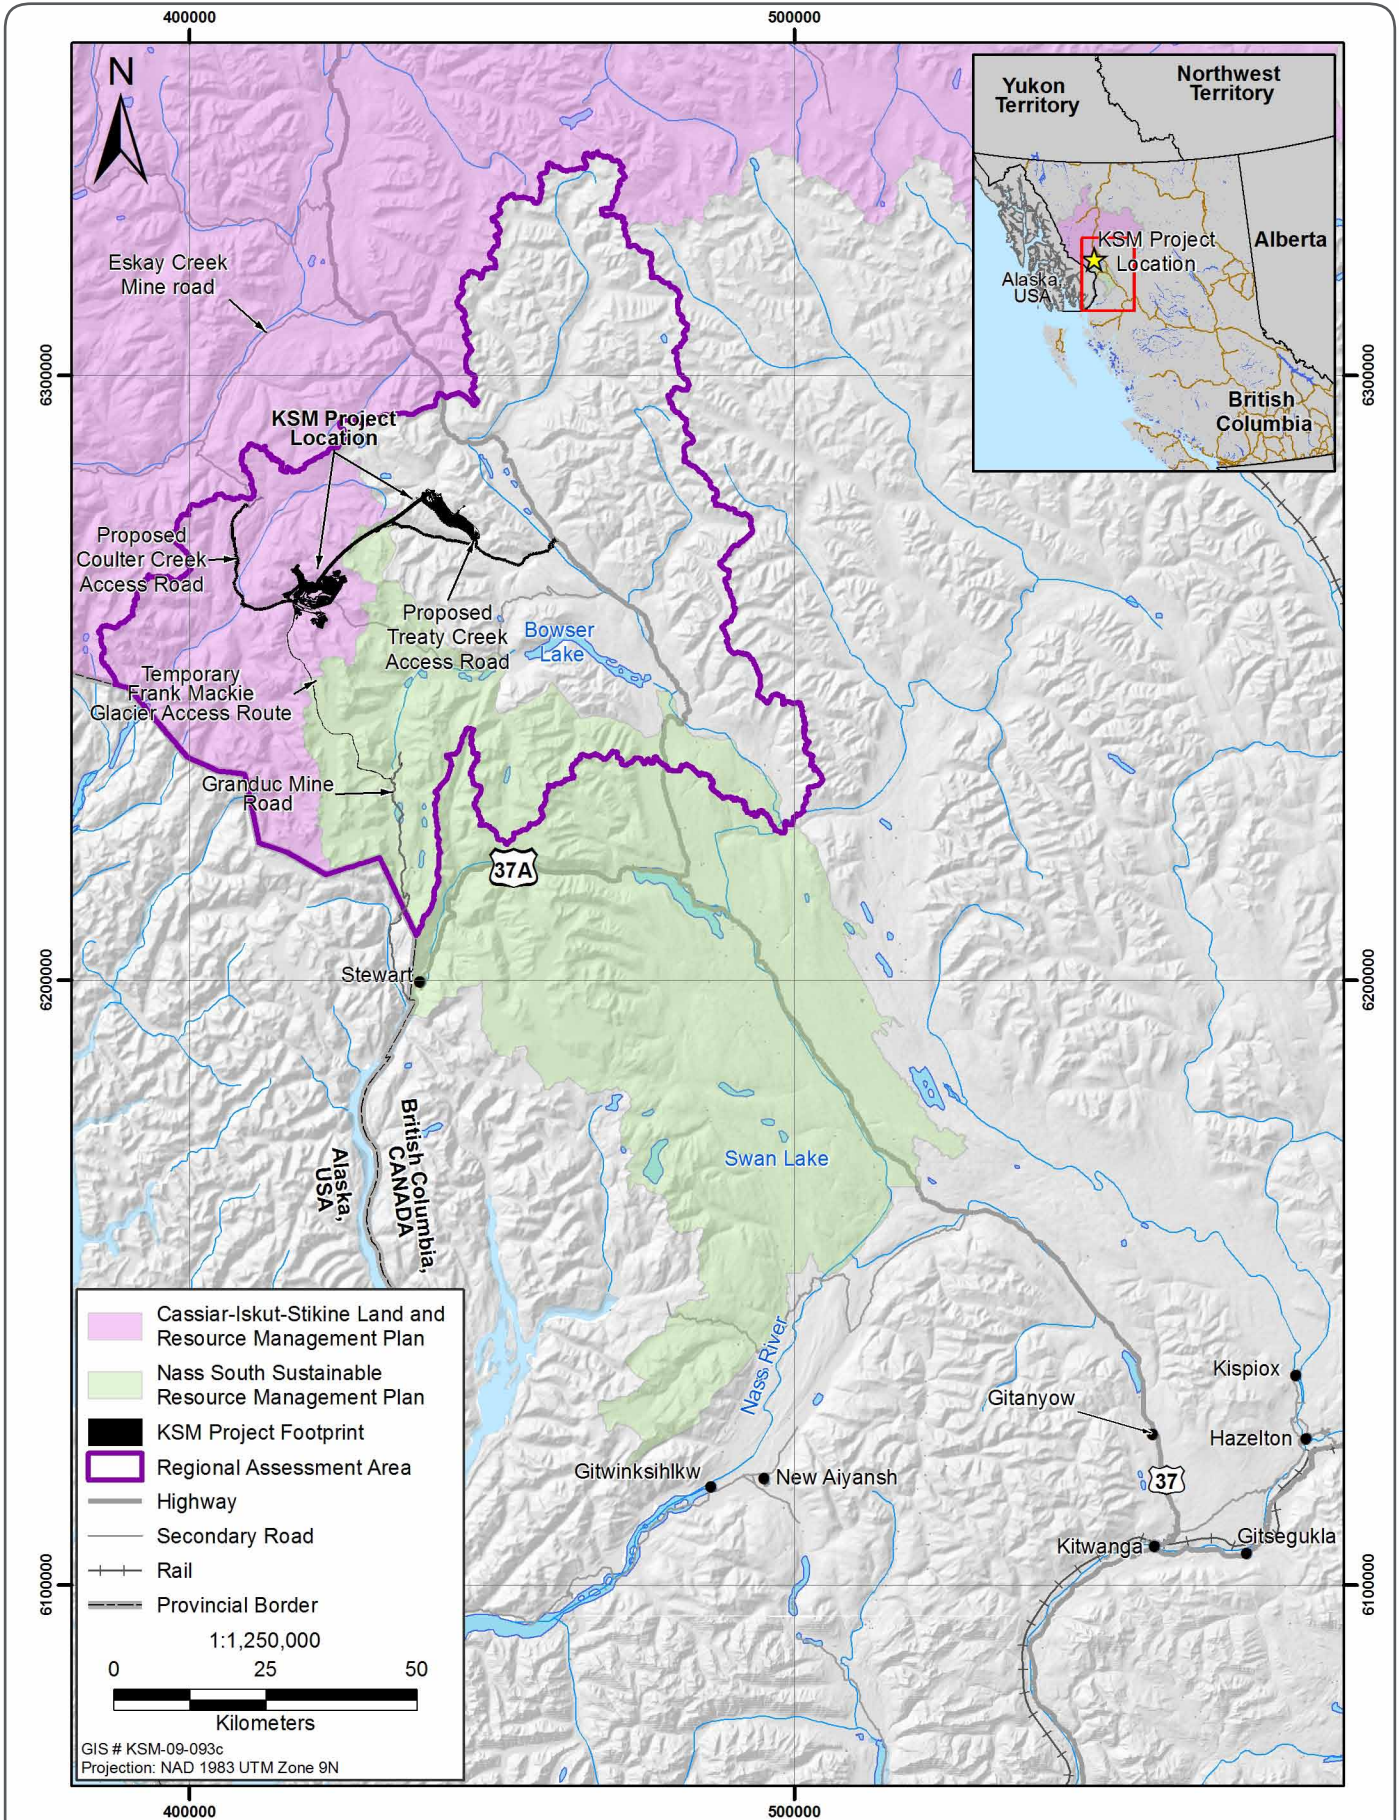 400000
500000
N
Yukon
Territory
Northwest
Territory
Alberta
KSM Project
Location
Alaska,
USA
British
Columbia
Eskay Creek
Mine road
6300000
6300000
KSM Project
Location
Proposed
Coulter Creek
Access Road
Proposed
Treaty Creek
Access Road
Bowser
Lake
Temporary
Frank Mackie
Glacier Access Route
Granduc Mine
Road
37A
Stewart
6200000
6200000
Swan Lake
British Columbia,
CANADA
Alaska,
USA
Nass River
Kispiox
Gitanyow
Hazelton
Gitwinksihlkw
New Aiyansh
37
Kitwanga
Gitsegukla
6100000
6100000
Cassiar-Iskut-Stikine Land and
Resource Management Plan
Nass South Sustainable
Resource Management Plan
KSM Project Footprint
Regional Assessment Area
Highway
Secondary Road
Rail
Provincial Border
1:1,250,000
0 25 50
Kilometers
GIS # KSM-09-093c
Projection: NAD 1983 UTM Zone 9N
400000
500000